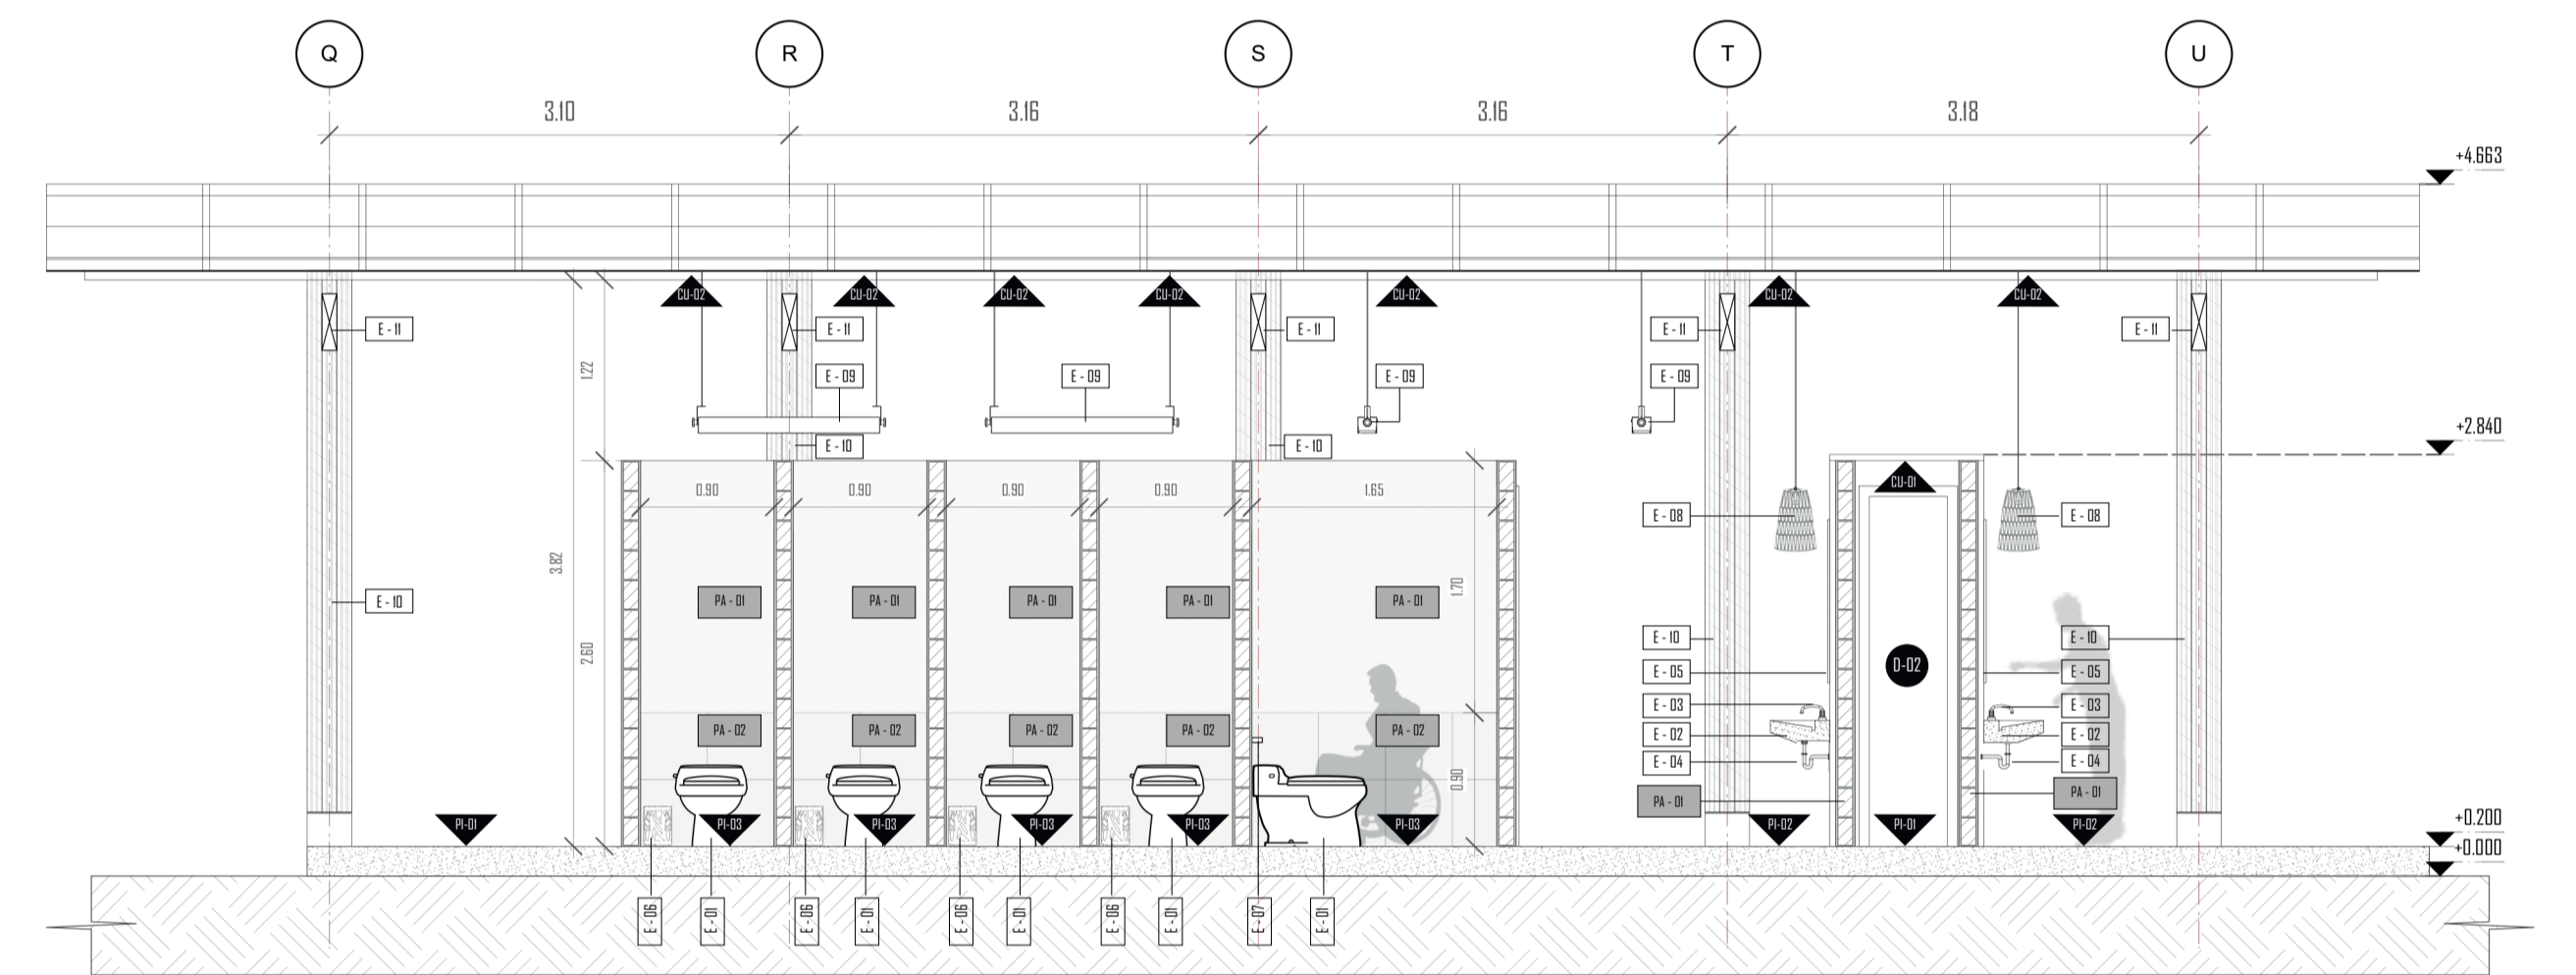 Q R S T U
3.10 3.16 3.16 3.18
+4.663
CU-02 CU-02 CU-02 CU-02 CU-02 CU-02 CU-02
E - 11 E - 11 E - 11 E - 11 E - 11
1.22
E - 09 E - 09 E - 09 E - 09
+2.840
E - 10 E - 10
0.90 0.90 0.90 0.90 1.65
CU-01
E - 08 E - 08
3.82
1.70
PA - 01 PA - 01 PA - 01 PA - 01 PA - 01
E - 10
2.60
E - 10 E - 10
E - 05 D-02 E - 05
E - 03 E - 03
PA - 02 PA - 02 PA - 02 PA - 02 PA - 02
E - 02 E - 02
E - 04 E - 04
0.90
PA - 01 PA - 01
+0.200
PI-01 PI-03 PI-03 PI-03 PI-03 PI-03 PI-02 PI-01 PI-02
+0.000
E - 06 E - 01 E - 06 E - 01 E - 06 E - 01 E - 06 E - 01 E - 07 E - 01